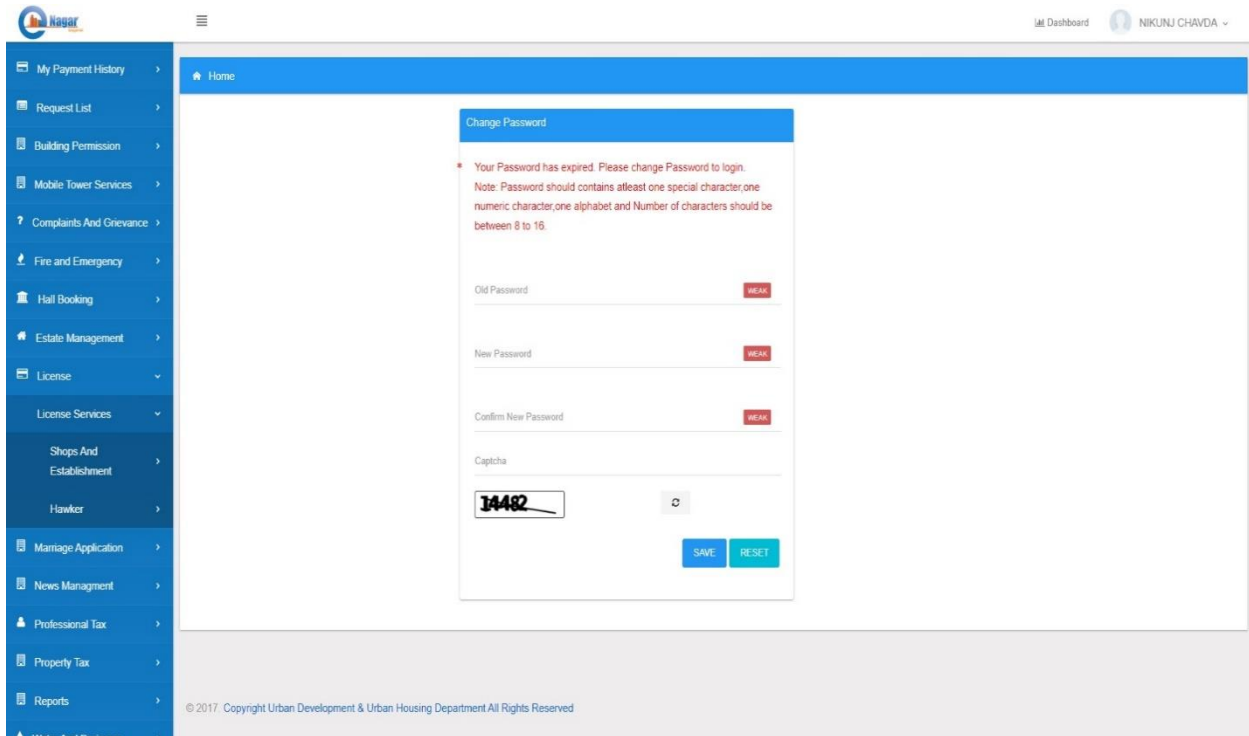 Nagar
Dashboard
NIKUNJ CHAVDA
My Payment History
Request List
Building Permission
Mobile Tower Services
? Complaints And Grievance
Fire and Emergency
Hall Booking
Estate Management
License
License Services
Shops And
Establishment
Hawker
Marriage Application
News Managment
Professional Tax
Property Tax
Reports
Home
Change Password
* Your Password has expired. Please change Password to login.
Note: Password should contains atleast one special character,one
numeric character,one alphabet and Number of characters should be
between 8 to 16.
Old Password WEAK
New Password WEAK
Confirm New Password WEAK
Captcha
14482
SAVE RESET
© 2017. Copyright Urban Development & Urban Housing Department.All Rights Reserved